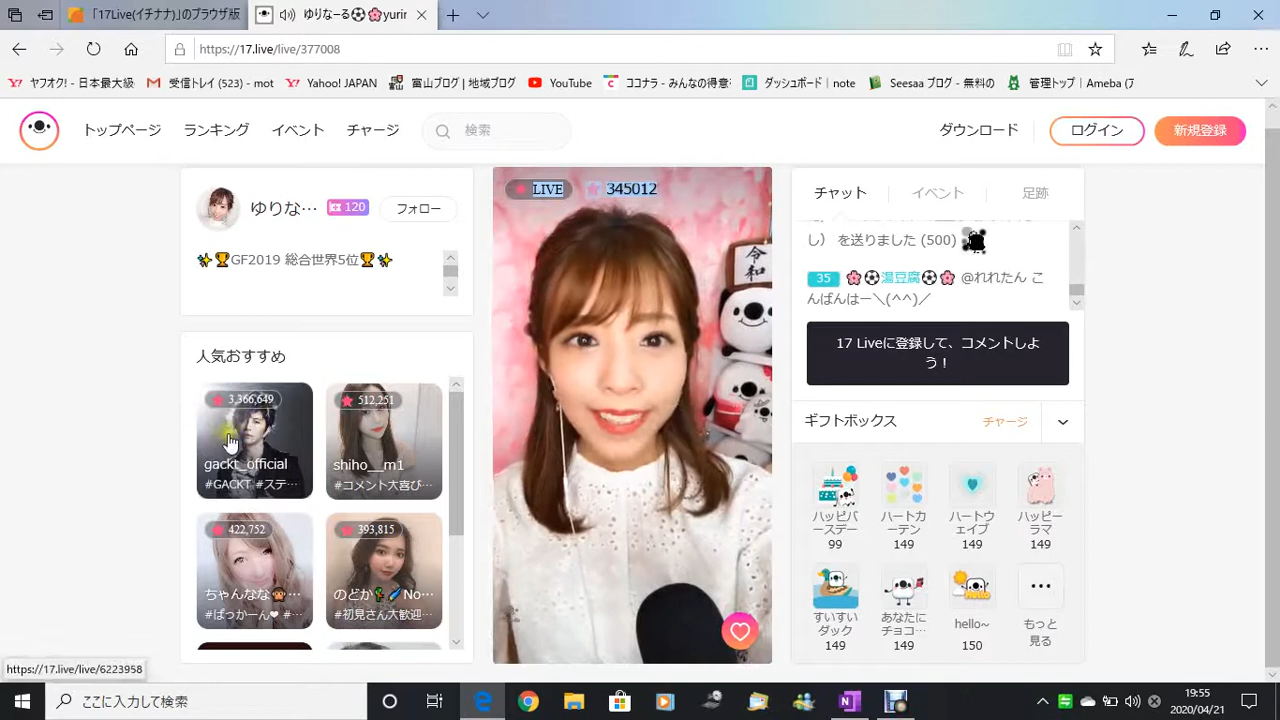 「17Live(イチナナ)」のブラウザ版
ゆりなーる⚽🌸yurin
https://17.live/live/377008
ヤフオク! - 日本最大級
受信トレイ (523) - mot
Yahoo! JAPAN
富山ブログ | 地域ブログ
YouTube
ココナラ - みんなの得意
ダッシュボード | note
Seesaa ブログ - 無料の
管理トップ | Ameba (ア
トップページ
ランキング
イベント
チャージ
検索
ダウンロード
ログイン
新規登録
ゆりな…
120
フォロー
✨🏆GF2019 総合世界5位🏆✨
人気おすすめ
3,366,649
gackt_official
#GACKT #ステ…
512,251
shiho__m1
#コメント大喜び…
422,752
ちゃんなな🐵…
#ぱっかーん❤ #…
393,815
のどか🌵🖊No…
#初見さん大歓迎…
LIVE
345012
令
和
チャット
イベント
足跡
し） を送りました (500)
35 🌸⚽湯豆腐⚽🌸 @れれたん こ
んばんはー＼(^^)／
17 Liveに登録して、コメントしよ
う！
ギフトボックス
チャージ
ハッピバ
ースデー
99
ハートカ
ーテン
149
ハートウ
ェイブ
149
ハッピー
ラマ
149
すいすい
ダック
149
あなたに
チョコ…
149
Hello
hello~
150
もっと
見る
https://17.live/live/6223958
ここに入力して検索
19:55
2020/04/21